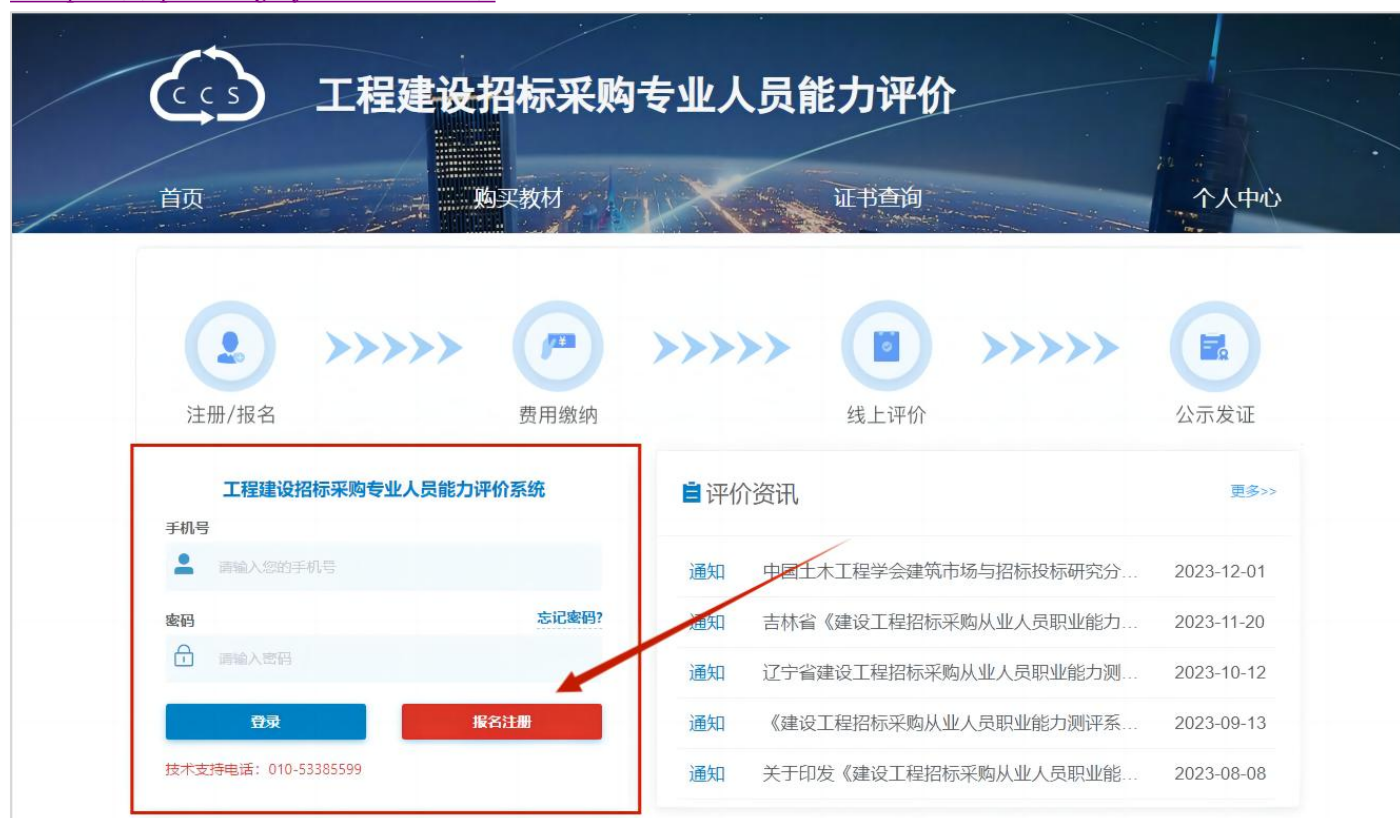 CCS
工程建设招标采购专业人员能力评价
首页 购买教材 证书查询 个人中心
注册/报名 费用缴纳 线上评价 公示发证
工程建设招标采购专业人员能力评价系统
手机号
请输入您的手机号
密码 忘记密码?
请输入密码
登录 报名注册
技术支持电话：010-53385599
评价资讯 更多>>
通知 中国土木工程学会建筑市场与招标投标研究分... 2023-12-01
通知 吉林省《建设工程招标采购从业人员职业能力... 2023-11-20
通知 辽宁省建设工程招标采购从业人员职业能力测... 2023-10-12
通知 《建设工程招标采购从业人员职业能力测评系... 2023-09-13
通知 关于印发《建设工程招标采购从业人员职业能... 2023-08-08